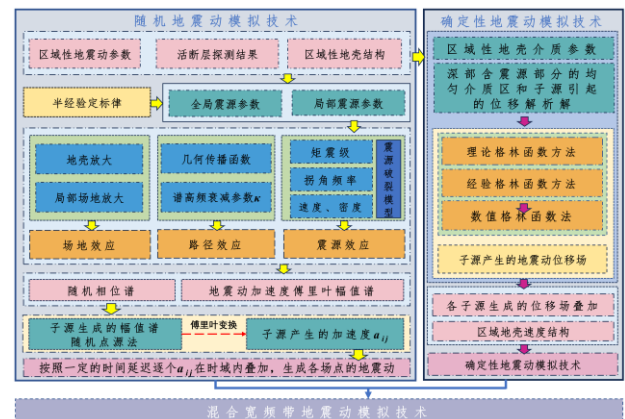 随机地震动模拟技术
区域性地震动参数
活断层探测结果
区域性地壳结构
半经验定标律
全局震源参数
局部震源参数
地壳放大
局部场地放大
几何传播函数
谱高频衰减参数κ
矩震级
拐角频率
速度、密度
震源破裂模型
场地效应
路径效应
震源效应
随机相位谱
地震动加速度傅里叶幅值谱
子源生成的幅值谱
随机点源法
傅里叶变换
子源产生的加速度aij
按照一定的时间延迟逐个aij在时域内叠加，生成各场点的地震动
确定性地震动模拟技术
区域性地壳介质参数
深部含震源部分的均
匀介质区和子源引起
的位移解析解
理论格林函数方法
经验格林函数方法
数值格林函数法
子源产生的地震动位移场
各子源生成的位移场叠加
区域地壳速度结构
确定性地震动模拟技术
混合宽频带地震动模拟技术